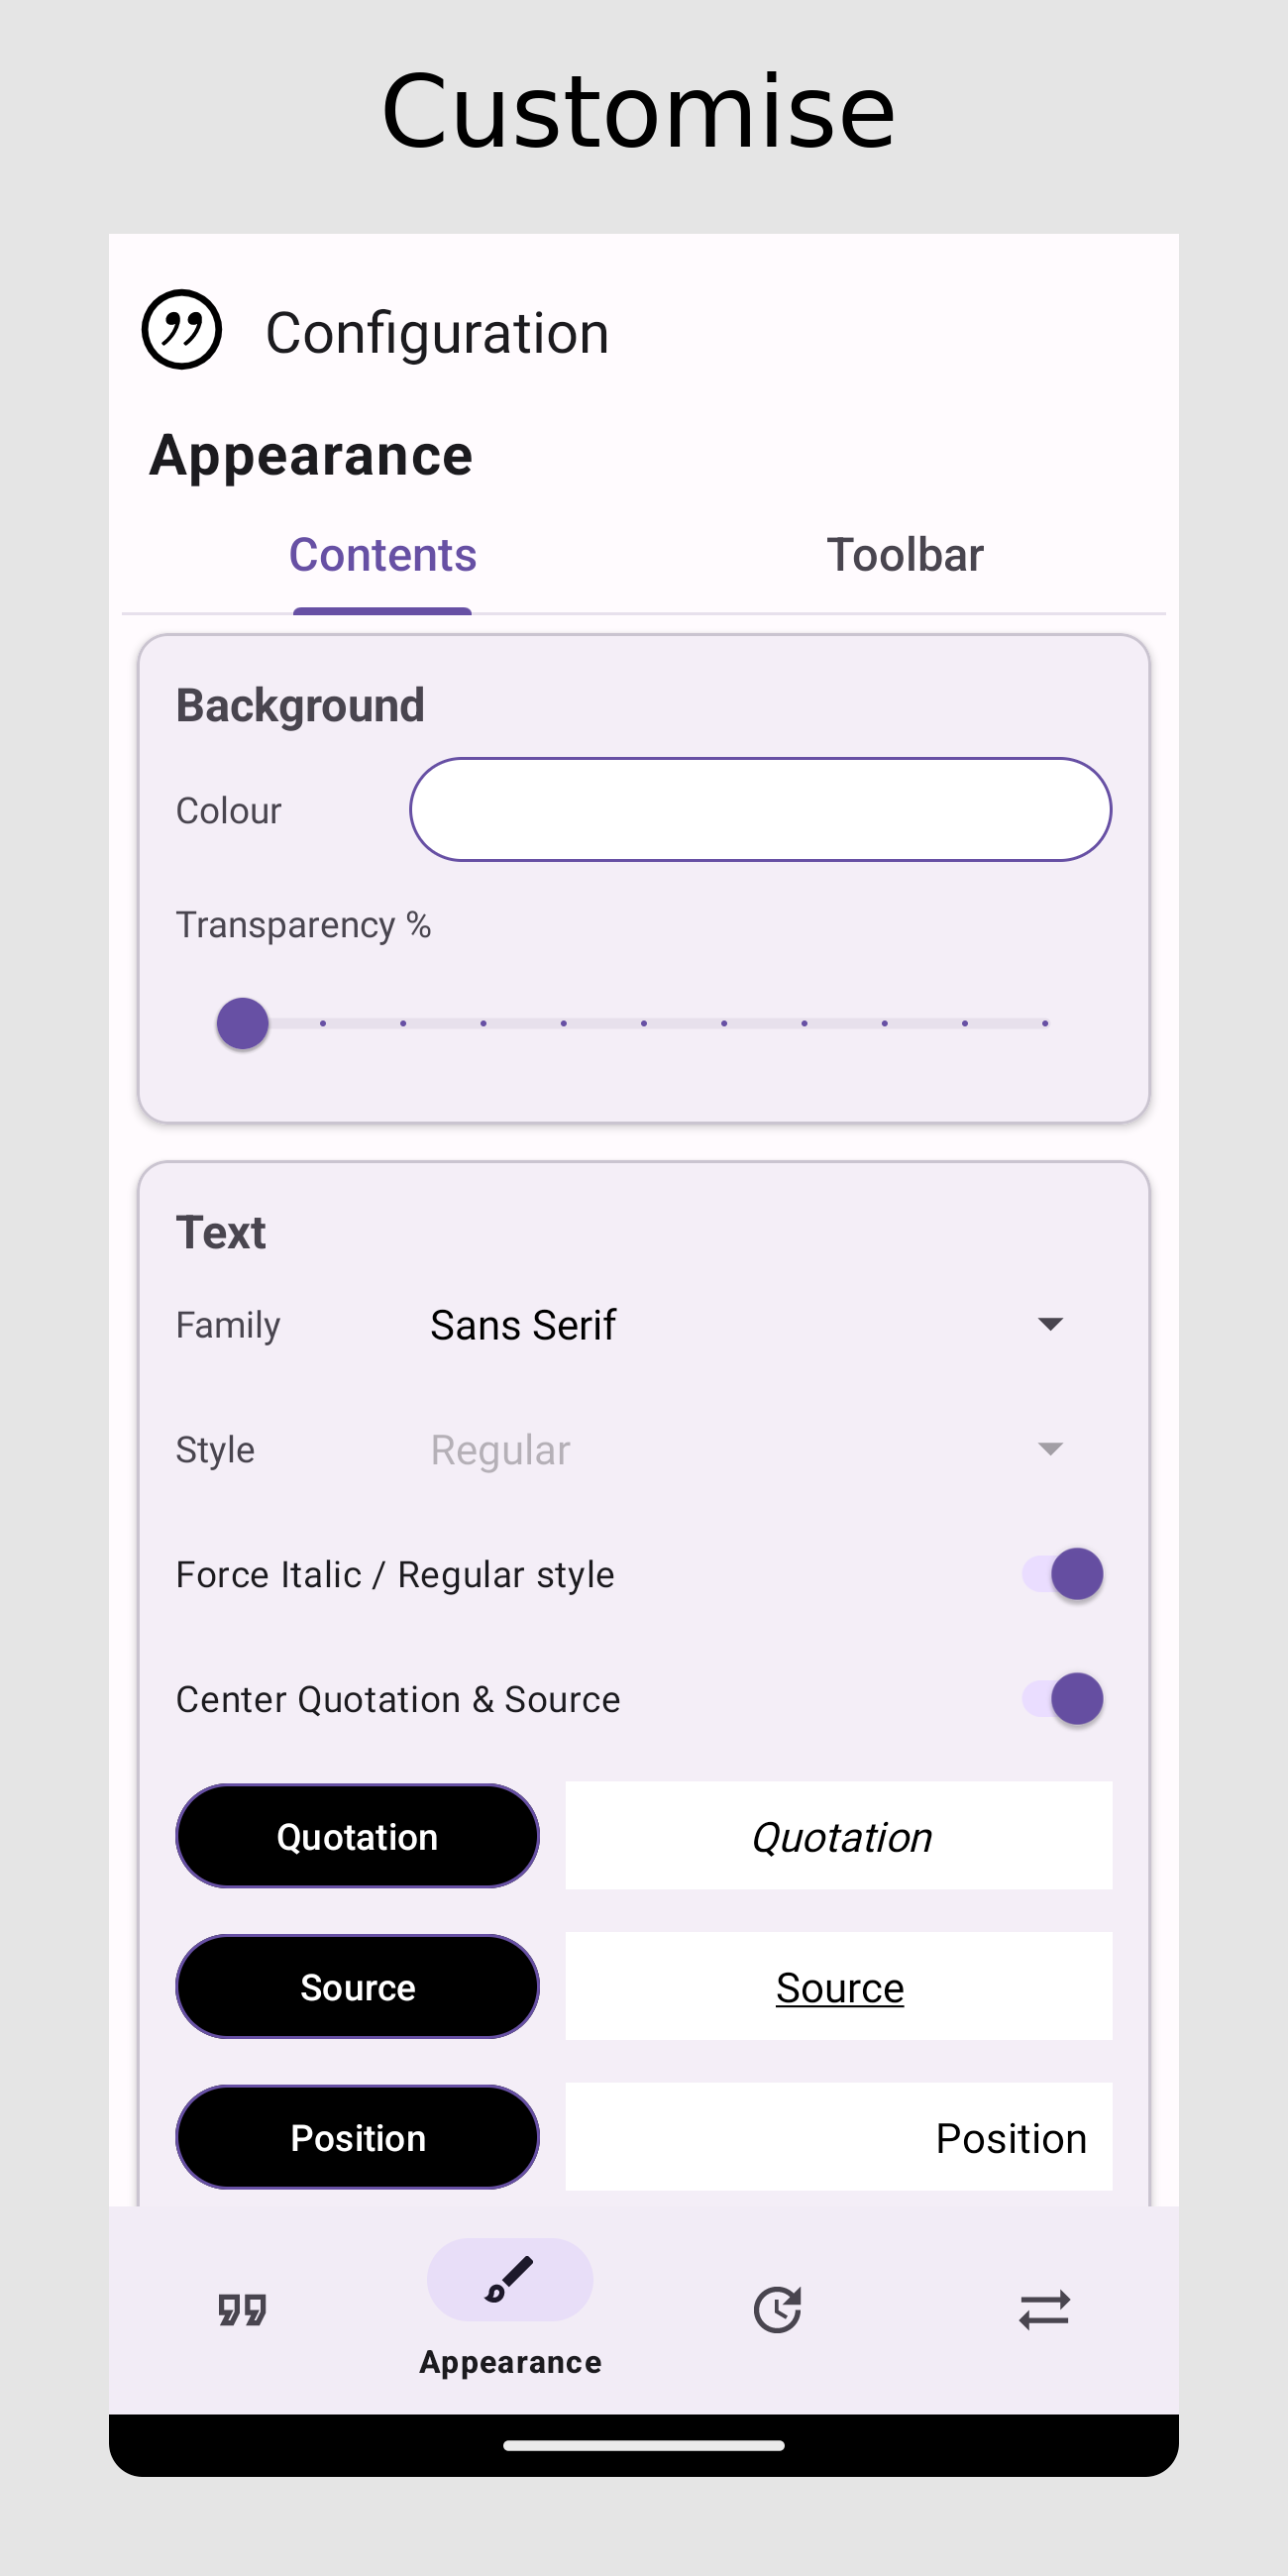 Customise
Configuration
Appearance
Contents Toolbar
Background
Colour
Transparency %
Text
Family Sans Serif
Style Regular
Force Italic / Regular style
Center Quotation & Source
Quotation Quotation
Source Source
Position Position
Appearance